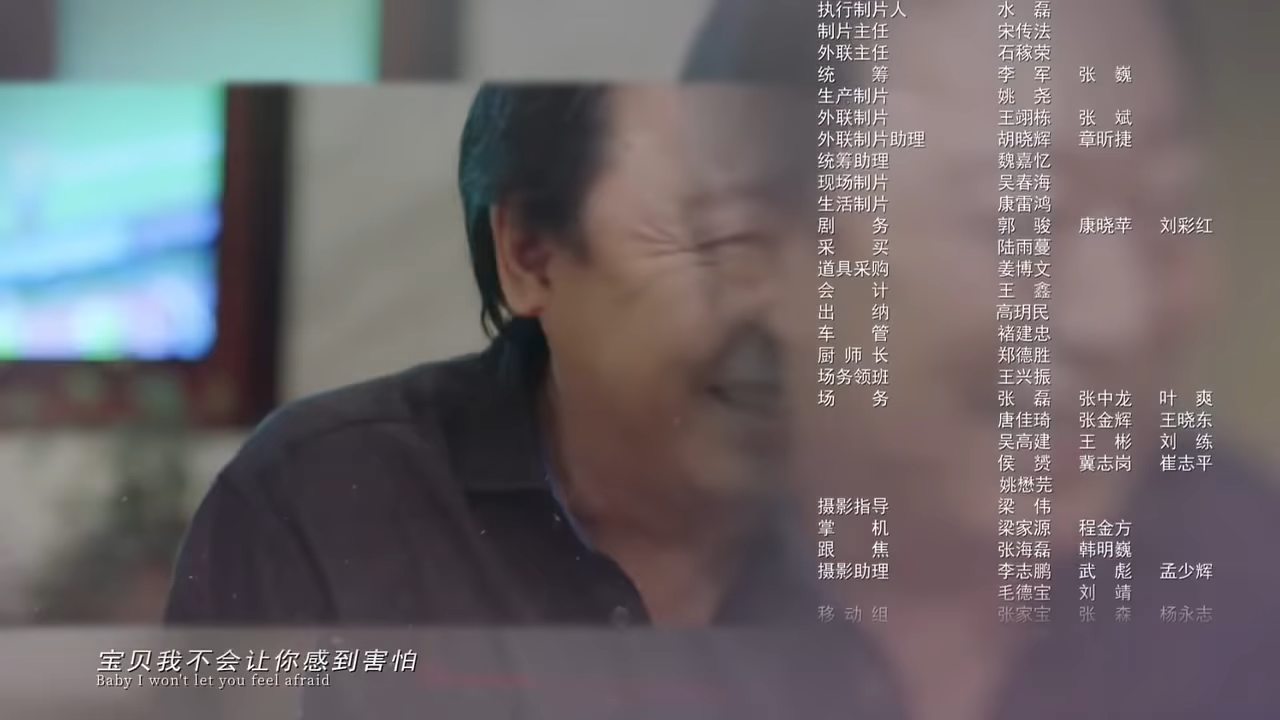 执行制片人 水 磊
制片主任 宋传法
外联主任 石稼荣
统 筹 李 军 张 巍
生产制片 姚 尧
外联制片 王翊栋 张 斌
外联制片助理 胡晓辉 章昕捷
统筹助理 魏嘉忆
现场制片 吴春海
生活制片 康雷鸿
剧 务 郭 骏 康晓苹 刘彩红
采 买 陆雨蔓
道具采购 姜博文
会 计 王 鑫
出 纳 高玥民
车 管 褚建忠
厨 师 长 郑德胜
场务领班 王兴振
场 务 张 磊 张中龙 叶 爽
唐佳琦 张金辉 王晓东
吴高建 王 彬 刘 练
侯 赟 冀志岗 崔志平
姚懋芫
摄影指导 梁 伟
掌 机 梁家源 程金方
跟 焦 张海磊 韩明巍
摄影助理 李志鹏 武 彪 孟少辉
毛德宝 刘 靖
移 动 组 张家宝 张 森 杨永志
宝贝我不会让你感到害怕
Baby I won't let you feel afraid